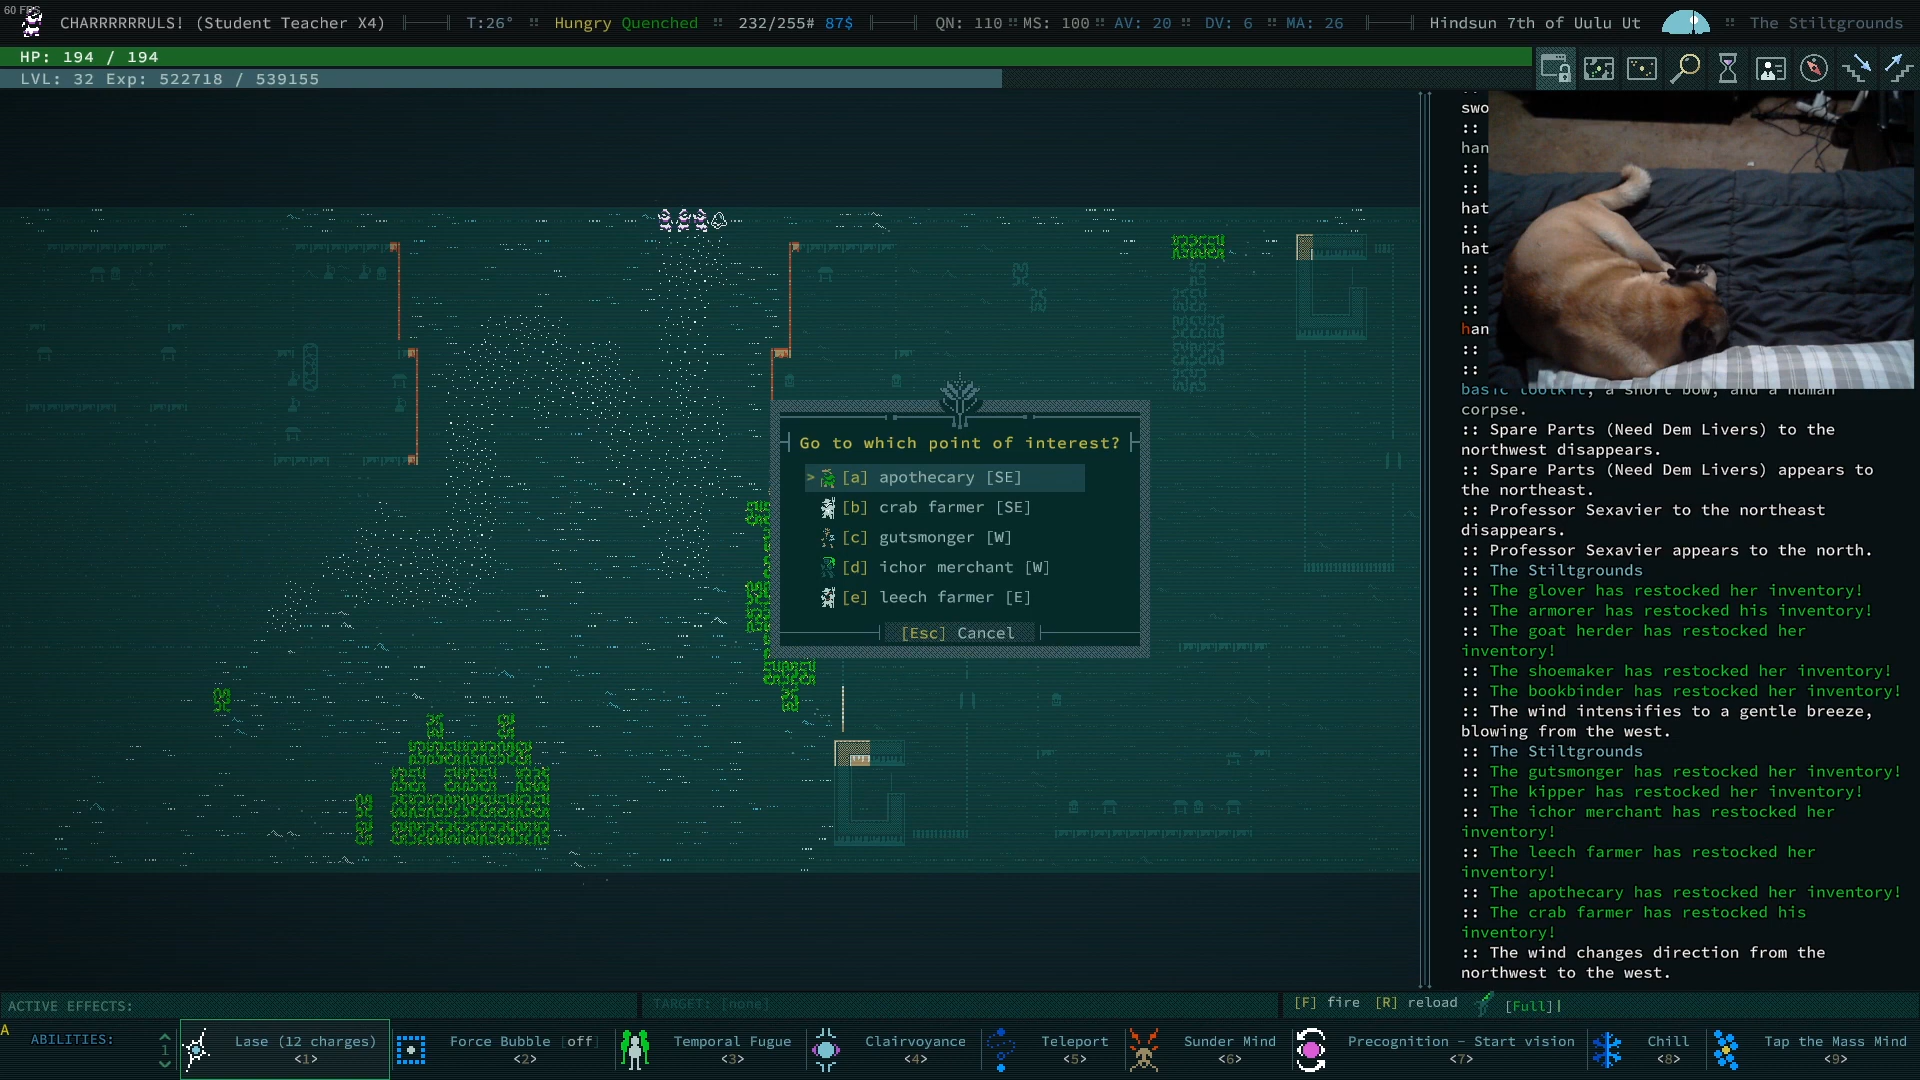 60 FPS
CHARRRRRRULS! (Student Teacher X4)
T:26° :: Hungry Quenched :: 232/255# 87$
QN: 110 :: MS: 100 :: AV: 20 :: DV: 6 :: MA: 26
Hindsun 7th of Uulu Ut :: The Stiltgrounds
HP: 194 / 194
LVL: 32 Exp: 522718 / 539155
swo
::
han
::
::
hat
::
hat
::
::
::
han
::
::
basic toolkit, a short bow, and a human
corpse.
:: Spare Parts (Need Dem Livers) to the
northwest disappears.
:: Spare Parts (Need Dem Livers) appears to
the northeast.
:: Professor Sexavier to the northeast
disappears.
:: Professor Sexavier appears to the north.
:: The Stiltgrounds
:: The glover has restocked her inventory!
:: The armorer has restocked his inventory!
:: The goat herder has restocked her
inventory!
:: The shoemaker has restocked her inventory!
:: The bookbinder has restocked her inventory!
:: The wind intensifies to a gentle breeze,
blowing from the west.
:: The Stiltgrounds
:: The gutsmonger has restocked her inventory!
:: The kipper has restocked her inventory!
:: The ichor merchant has restocked her
inventory!
:: The leech farmer has restocked her
inventory!
:: The apothecary has restocked her inventory!
:: The crab farmer has restocked his
inventory!
:: The wind changes direction from the
northwest to the west.
Go to which point of interest?
> [a] apothecary [SE]
[b] crab farmer [SE]
[c] gutsmonger [W]
[d] ichor merchant [W]
[e] leech farmer [E]
[Esc] Cancel
ACTIVE EFFECTS:
TARGET: [none]
[F] fire [R] reload [Full]
A
ABILITIES:
1
Lase (12 charges)
<1>
Force Bubble [off]
<2>
Temporal Fugue
<3>
Clairvoyance
<4>
Teleport
<5>
Sunder Mind
<6>
Precognition - Start vision
<7>
Chill
<8>
Tap the Mass Mind
<9>